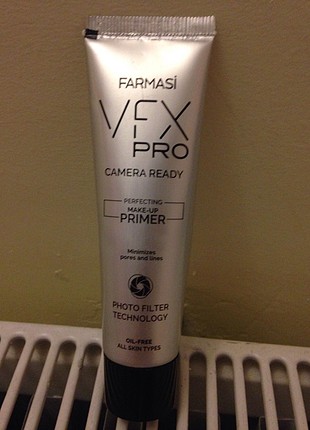 FARMASİ
VFX
PRO
CAMERA READY
PERFECTING
MAKE-UP
PRIMER
Minimizes
pores and lines
PHOTO FILTER
TECHNOLOGY
OIL-FREE
ALL SKIN TYPES